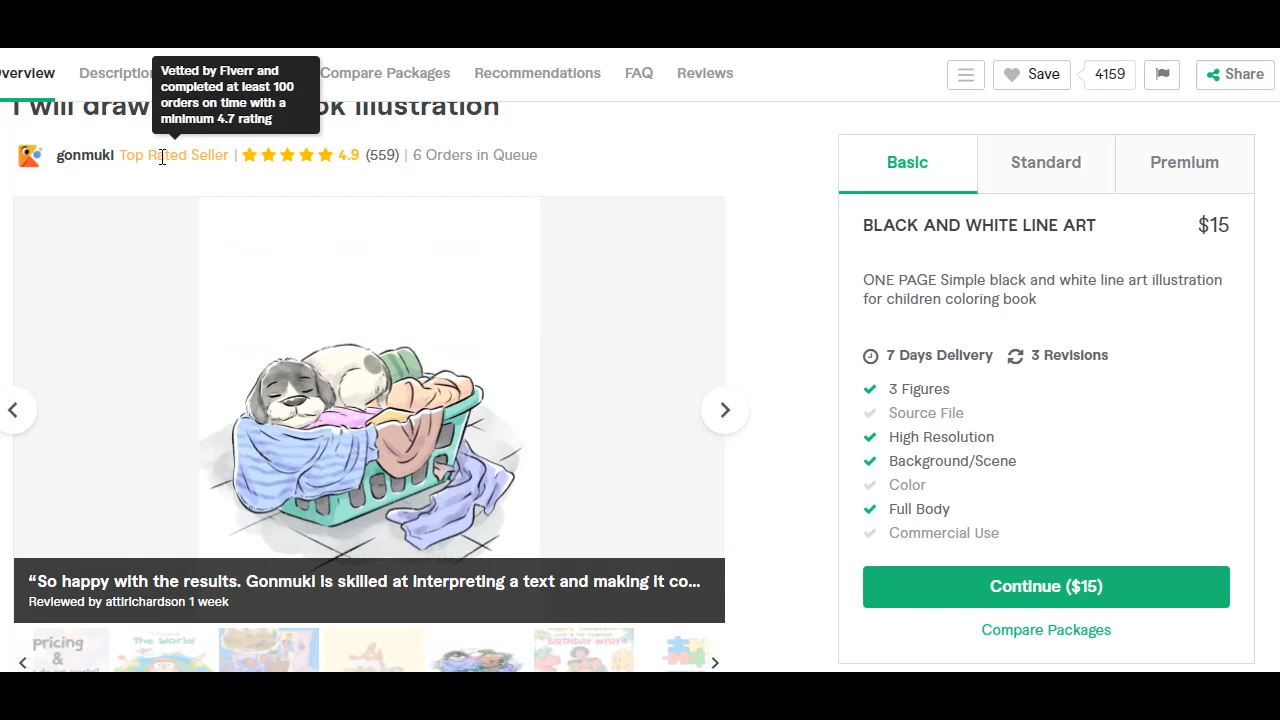 verview Description Compare Packages Recommendations FAQ Reviews Save 4159 Share
Vetted by Fiverr and
completed at least 100
orders on time with a
minimum 4.7 rating
I will draw ok illustration
gonmuki Top Rated Seller | 4.9 (559) | 6 Orders in Queue
“So happy with the results. Gonmuki is skilled at interpreting a text and making it co...
Reviewed by attirichardson 1 week
pricing
&
the world
BIRTHDAY WISH
Basic Standard Premium
BLACK AND WHITE LINE ART $15
ONE PAGE Simple black and white line art illustration
for children coloring book
7 Days Delivery 3 Revisions
3 Figures
Source File
High Resolution
Background/Scene
Color
Full Body
Commercial Use
Continue ($15)
Compare Packages